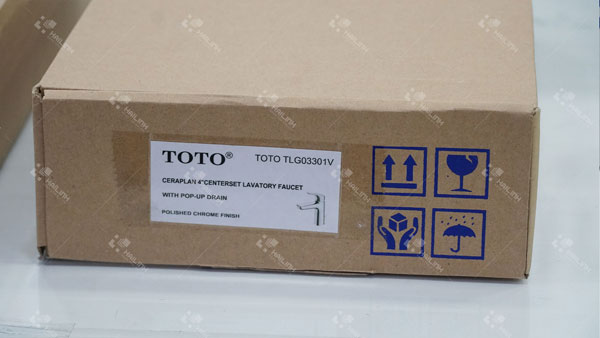 TOTO®
TOTO TLG03301V
CERAPLAN 4"CENTERSET LAVATORY FAUCET
WITH POP-UP DRAIN
POLISHED CHROME FINISH